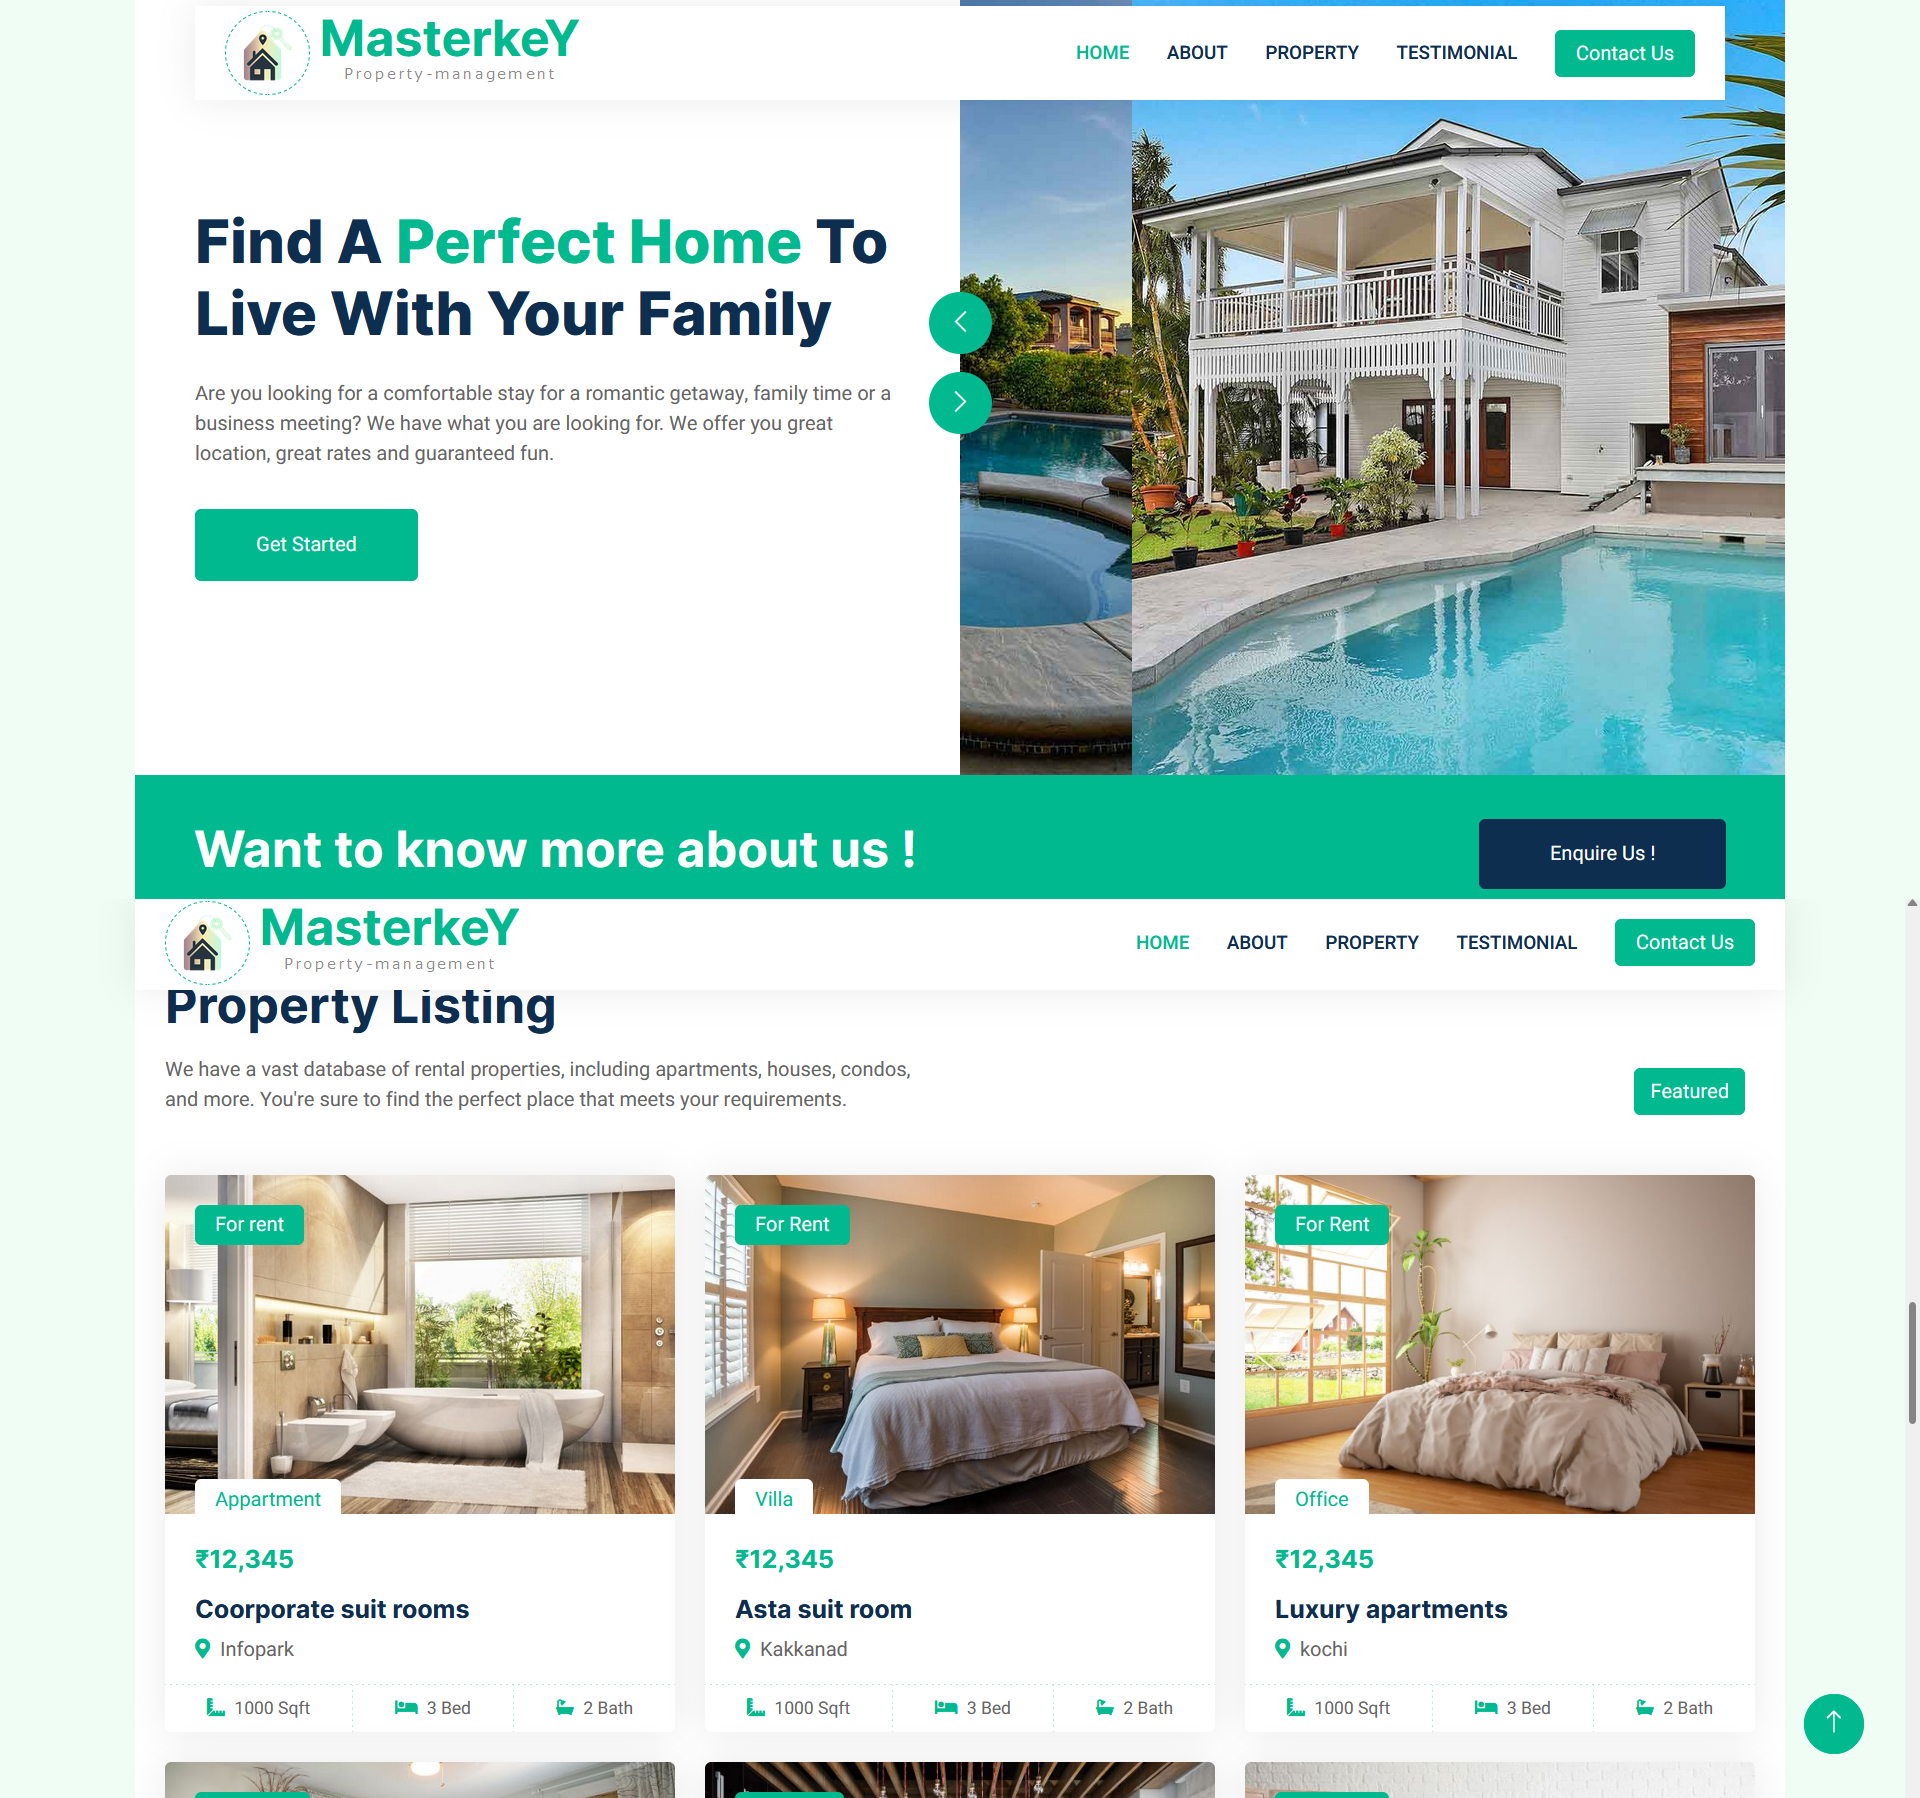 MasterkeY
Property-management
HOME
ABOUT
PROPERTY
TESTIMONIAL
Contact Us
Find A Perfect Home To
Live With Your Family
Are you looking for a comfortable stay for a romantic getaway, family time or a
business meeting? We have what you are looking for. We offer you great
location, great rates and guaranteed fun.
Get Started
Want to know more about us !
Enquire Us !
MasterkeY
Property-management
HOME
ABOUT
PROPERTY
TESTIMONIAL
Contact Us
Property Listing
We have a vast database of rental properties, including apartments, houses, condos,
and more. You're sure to find the perfect place that meets your requirements.
Featured
For rent
Appartment
₹12,345
Coorporate suit rooms
Infopark
1000 Sqft
3 Bed
2 Bath
For Rent
Villa
₹12,345
Asta suit room
Kakkanad
1000 Sqft
3 Bed
2 Bath
For Rent
Office
₹12,345
Luxury apartments
kochi
1000 Sqft
3 Bed
2 Bath